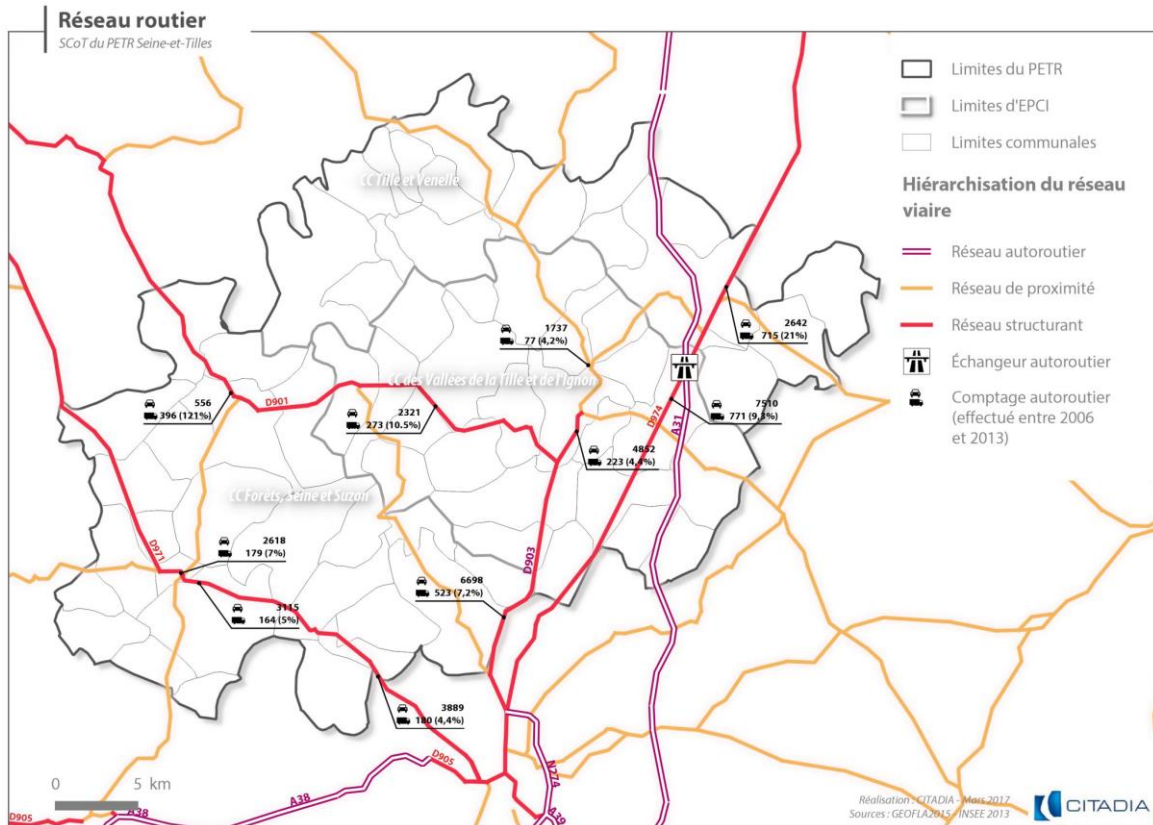 Réseau routier
SCoT du PETR Seine-et-Tilles
Limites du PETR
Limites d'EPCI
Limites communales
Hiérarchisation du réseau
viaire
Réseau autoroutier
Réseau de proximité
Réseau structurant
Échangeur autoroutier
Comptage autoroutier
(effectué entre 2006
et 2013)
CC Tille et Venelle
2642
715 (21%)
1737
77 (4,2%)
CC des Vallées de la Tille et de l'Ignon
556
396 (121%)
D901
2321
273 (10.5%)
D974
7510
771 (9,3%)
A31
4852
223 (4,4%)
CC Forêts, Seine et Suzon
D971
2618
179 (7%)
D903
6698
523 (7,2%)
3115
164 (5%)
3889
180 (4,4%)
D905
N274
A38
A38
D905
A39
0 5 km
Réalisation : CITADIA - Mars 2017
Sources : GEOFLA2015 - INSEE 2013
CITADIA